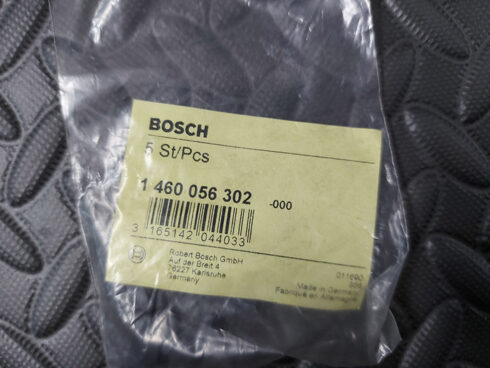 BOSCH
5 St/Pcs
1 460 056 302 -000
3 165142 044033
Robert Bosch GmbH
Auf der Breit 4
76227 Karlsruhe
Germany
011690
Made in Germany
Fabriqué en Allemagne